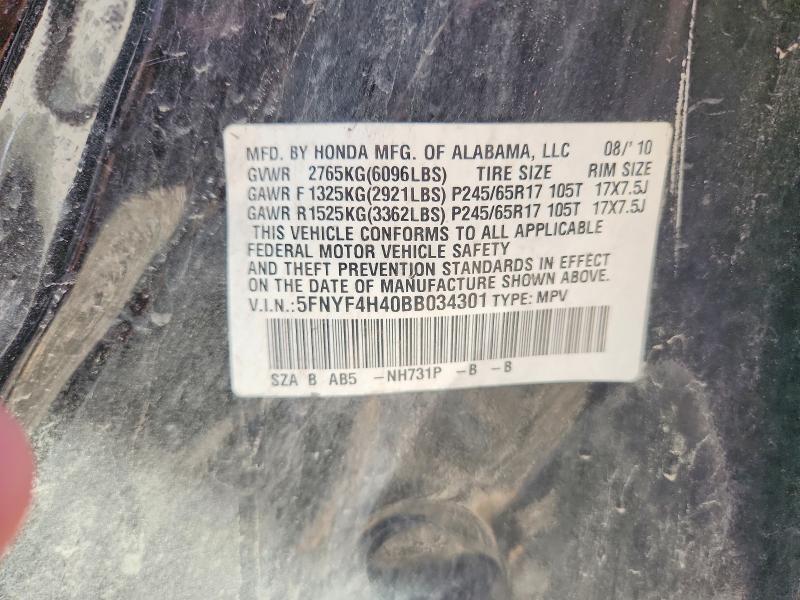 MFD. BY HONDA MFG. OF ALABAMA, LLC 08/'10
GVWR 2765KG(6096LBS) TIRE SIZE RIM SIZE
GAWR F 1325KG(2921LBS) P245/65R17 105T 17X7.5J
GAWR R1525KG(3362LBS) P245/65R17 105T 17X7.5J
THIS VEHICLE CONFORMS TO ALL APPLICABLE
FEDERAL MOTOR VEHICLE SAFETY
AND THEFT PREVENTION STANDARDS IN EFFECT
ON THE DATE OF MANUFACTURE SHOWN ABOVE.
V.I.N.:5FNYF4H40BB034301 TYPE: MPV
SZA B AB5 -NH731P -B -B